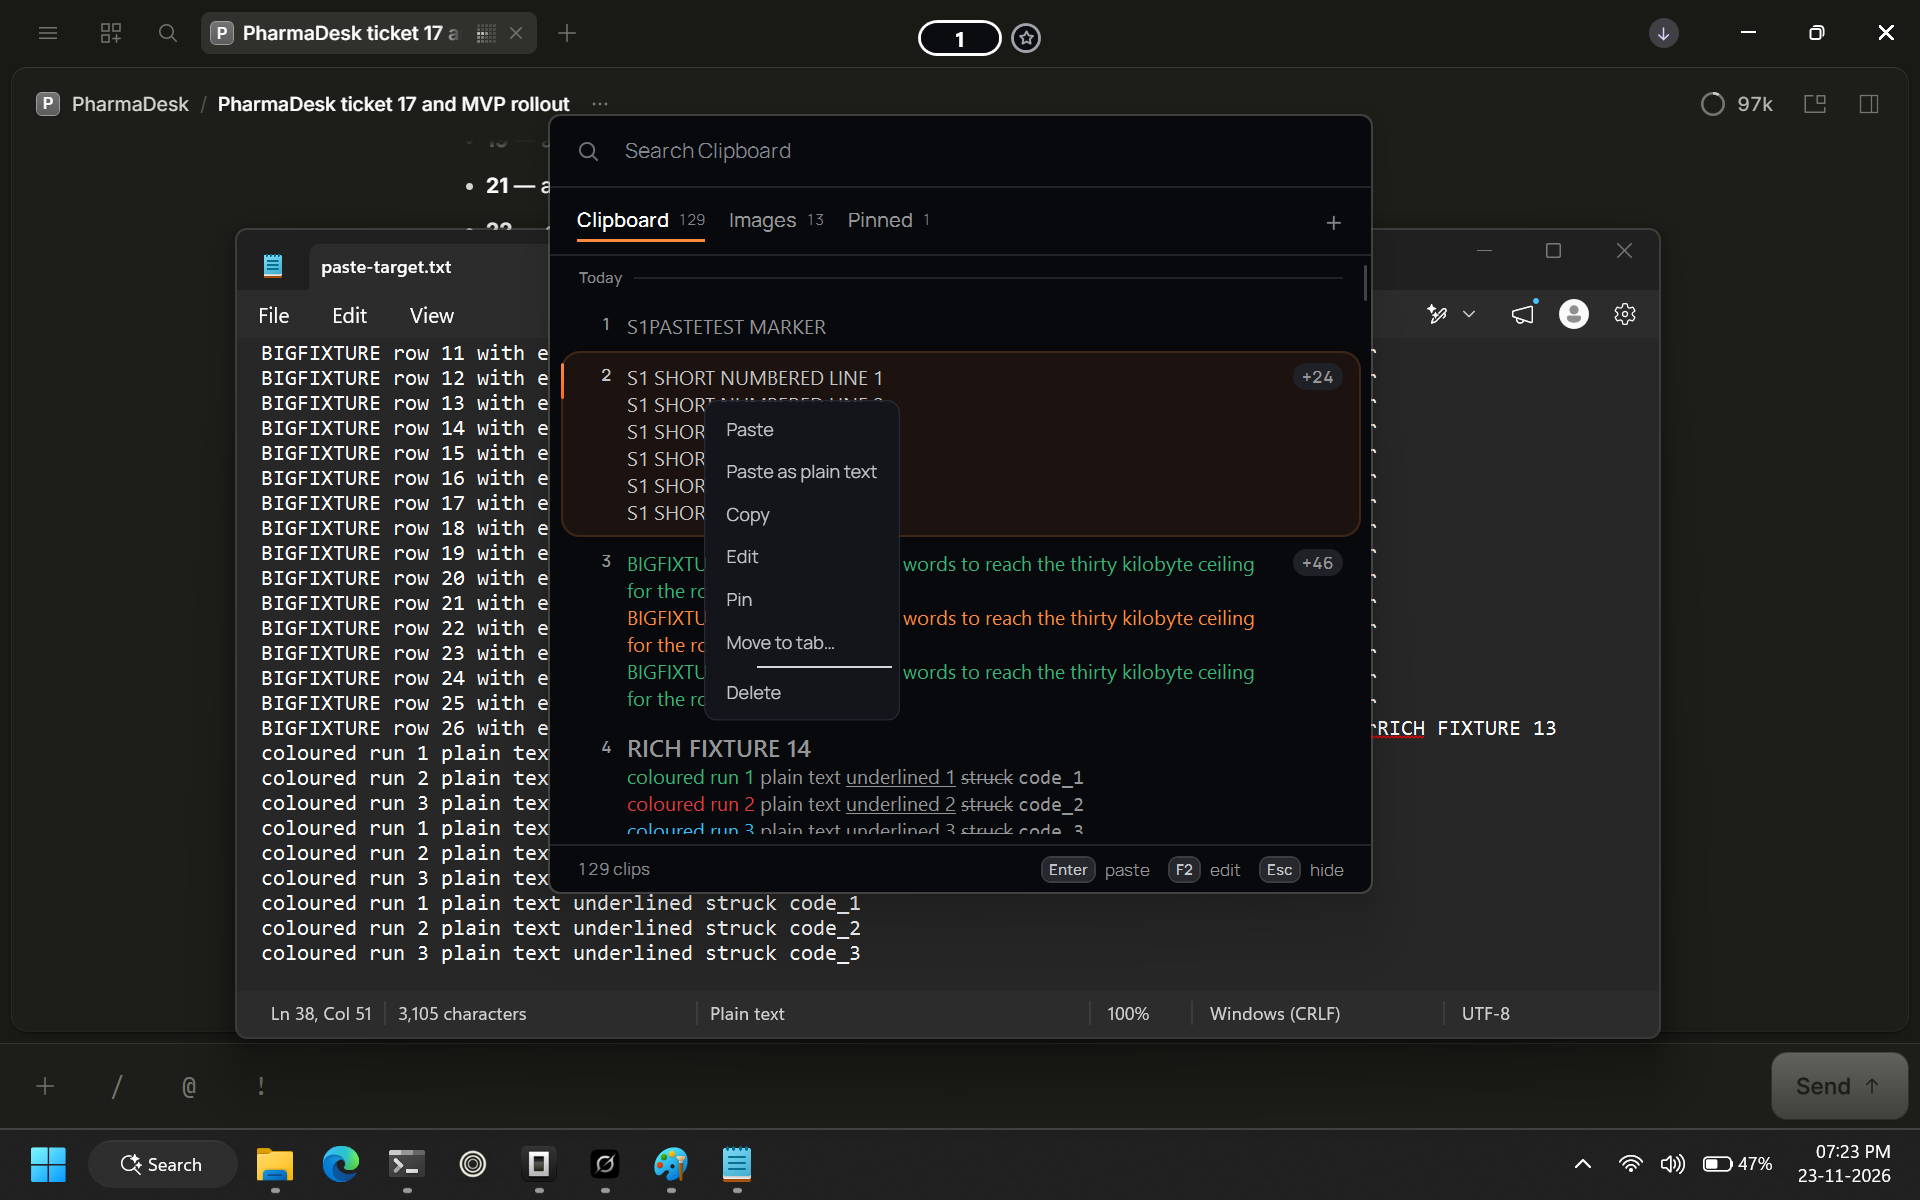 P PharmaDesk ticket 17 a
1
P PharmaDesk / PharmaDesk ticket 17 and MVP rollout ...
97k
21 — a
Search Clipboard
Clipboard 129 Images 13 Pinned 1
Today
1 S1PASTETEST MARKER
2 S1 SHORT NUMBERED LINE 1 +24
S1 SHORT
S1 SHOR
S1 SHOR
S1 SHOR
S1 SHOR
Paste
Paste as plain text
Copy
Edit
Pin
Move to tab...
Delete
3 BIGFIXTU words to reach the thirty kilobyte ceiling +46
for the ro
BIGFIXTU words to reach the thirty kilobyte ceiling
for the ro
BIGFIXTU words to reach the thirty kilobyte ceiling
for the ro
4 RICH FIXTURE 14
coloured run 1 plain text underlined 1 struck code_1
coloured run 2 plain text underlined 2 struck code_2
coloured run 3 plain text underlined 3 struck code_3
129 clips Enter paste F2 edit Esc hide
paste-target.txt
File Edit View
BIGFIXTURE row 11 with e
BIGFIXTURE row 12 with e
BIGFIXTURE row 13 with e
BIGFIXTURE row 14 with e
BIGFIXTURE row 15 with e
BIGFIXTURE row 16 with e
BIGFIXTURE row 17 with e
BIGFIXTURE row 18 with e
BIGFIXTURE row 19 with e
BIGFIXTURE row 20 with e
BIGFIXTURE row 21 with e
BIGFIXTURE row 22 with e
BIGFIXTURE row 23 with e
BIGFIXTURE row 24 with e
BIGFIXTURE row 25 with e
BIGFIXTURE row 26 with e rRICH FIXTURE 13
coloured run 1 plain tex
coloured run 2 plain tex
coloured run 3 plain tex
coloured run 1 plain tex
coloured run 2 plain tex
coloured run 3 plain tex
coloured run 1 plain text underlined struck code_1
coloured run 2 plain text underlined struck code_2
coloured run 3 plain text underlined struck code_3
Ln 38, Col 51 3,105 characters Plain text 100% Windows (CRLF) UTF-8
+ / @ !
Send ↑
Search
47%
07:23 PM
23-11-2026